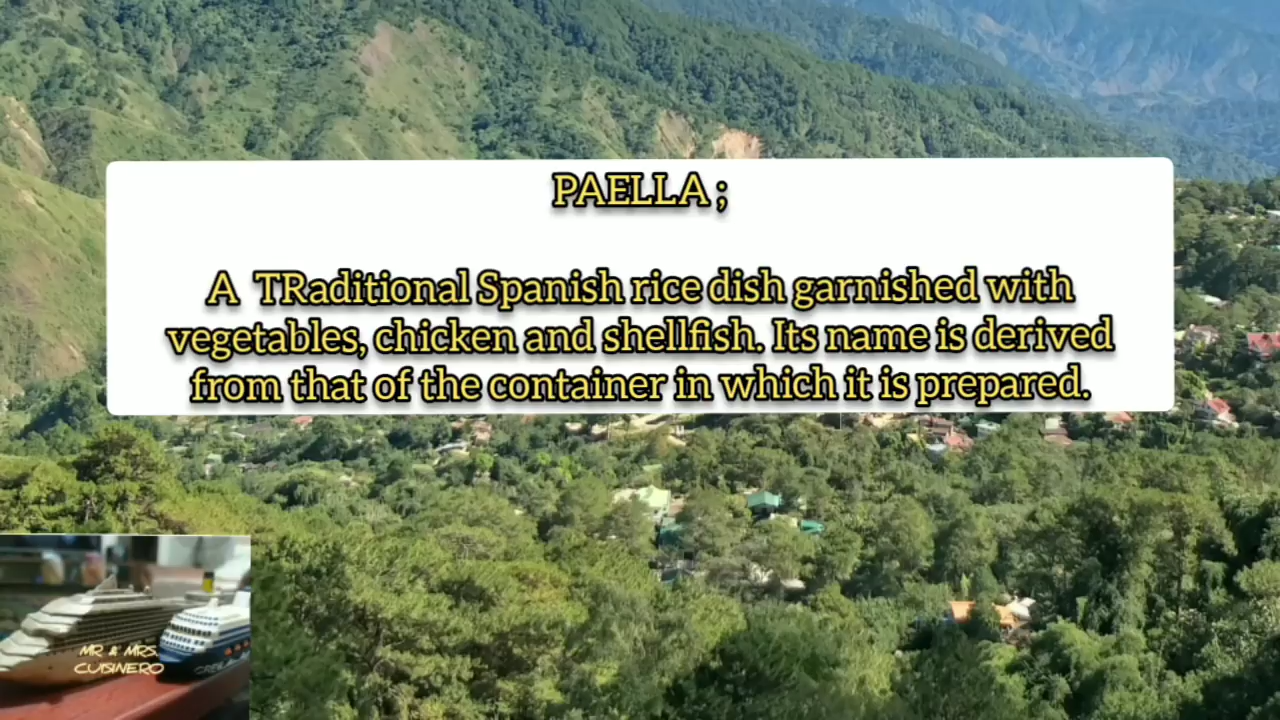 PAELLA ;
A TRaditional Spanish rice dish garnished with
vegetables, chicken and shellfish. Its name is derived
from that of the container in which it is prepared.
MR & MRS.
CUISINERO